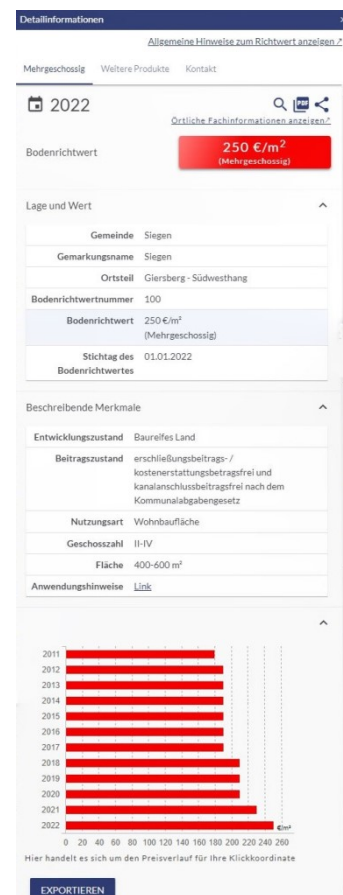 Detailinformationen
Allgemeine Hinweise zum Richtwert anzeigen
Mehrgeschossig Weitere Produkte Kontakt
2022
PDF
Örtliche Fachinformationen anzeigen
Bodenrichtwert
250 €/m²
(Mehrgeschossig)
Lage und Wert
Gemeinde Siegen
Gemarkungsname Siegen
Ortsteil Giersberg - Südwesthang
Bodenrichtwertnummer 100
Bodenrichtwert 250 €/m²
(Mehrgeschossig)
Stichtag des 01.01.2022
Bodenrichtwertes
Beschreibende Merkmale
Entwicklungszustand Baureifes Land
Beitragszustand erschließungsbeitrags- /
kostenerstattungsbetragsfrei und
kanalanschlussbeitragsfrei nach dem
Kommunalabgabengesetz
Nutzungsart Wohnbaufläche
Geschosszahl II-IV
Fläche 400-600 m²
Anwendungshinweise Link
2011
2012
2013
2014
2015
2016
2017
2018
2019
2020
2021
2022 €/m²
0 20 40 60 80 100 120 140 160 180 200 220 240 260
Hier handelt es sich um den Preisverlauf für Ihre Klickkoordinate
EXPORTIEREN